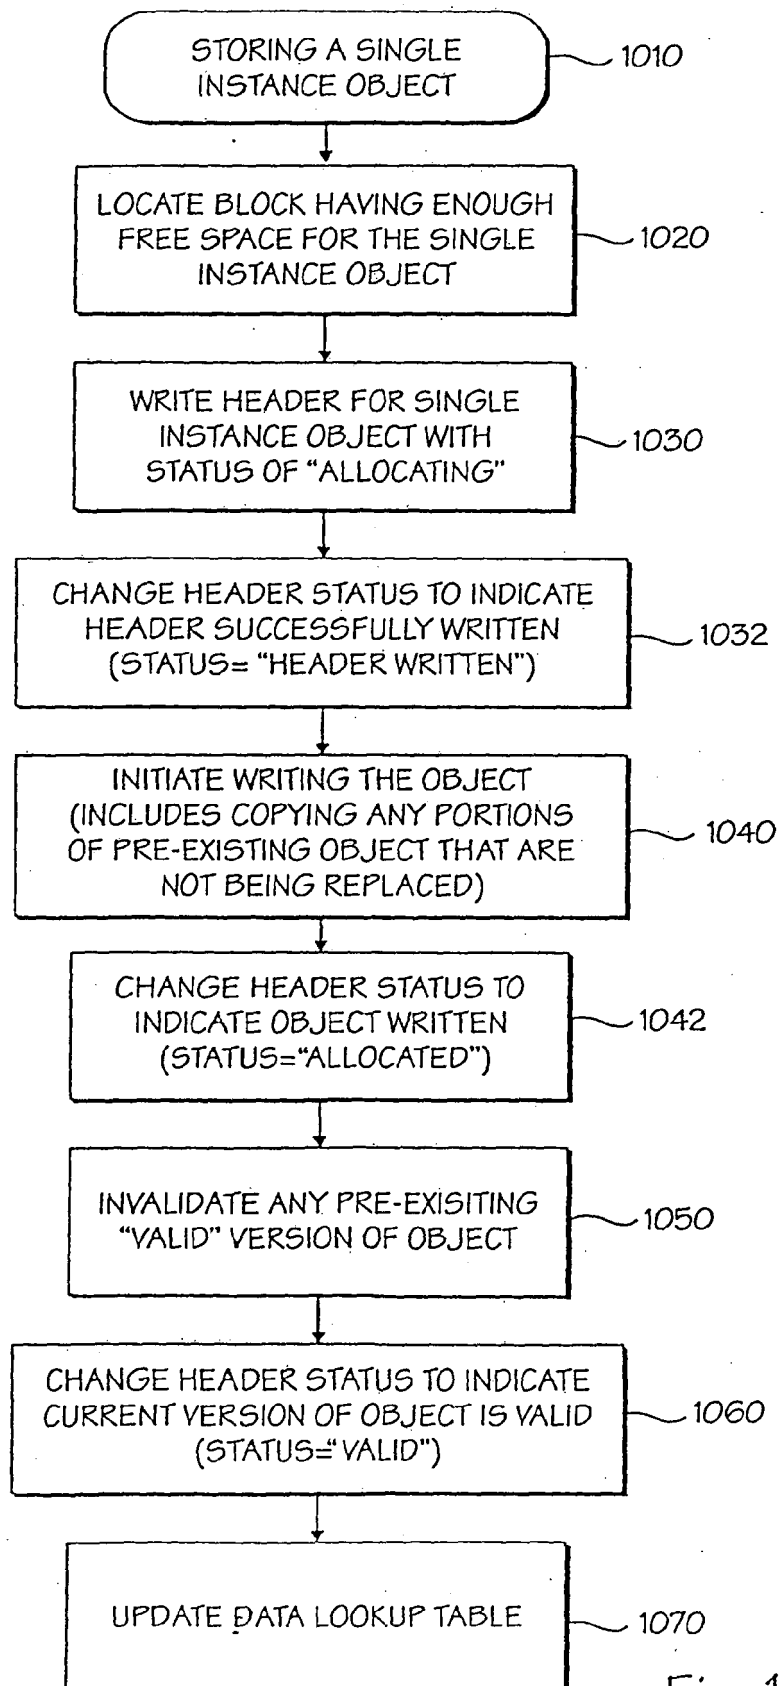 STORING A SINGLE
INSTANCE OBJECT
1010
LOCATE BLOCK HAVING ENOUGH
FREE SPACE FOR THE SINGLE
INSTANCE OBJECT
1020
WRITE HEADER FOR SINGLE
INSTANCE OBJECT WITH
STATUS OF "ALLOCATING"
1030
CHANGE HEADER STATUS TO INDICATE
HEADER SUCCESSFULLY WRITTEN
(STATUS= "HEADER WRITTEN")
1032
INITIATE WRITING THE OBJECT
(INCLUDES COPYING ANY PORTIONS
OF PRE-EXISTING OBJECT THAT ARE
NOT BEING REPLACED)
1040
CHANGE HEADER STATUS TO
INDICATE OBJECT WRITTEN
(STATUS="ALLOCATED")
1042
INVALIDATE ANY PRE-EXISITING
"VALID" VERSION OF OBJECT
1050
CHANGE HEADER STATUS TO INDICATE
CURRENT VERSION OF OBJECT IS VALID
(STATUS="VALID")
1060
UPDATE DATA LOOKUP TABLE
1070